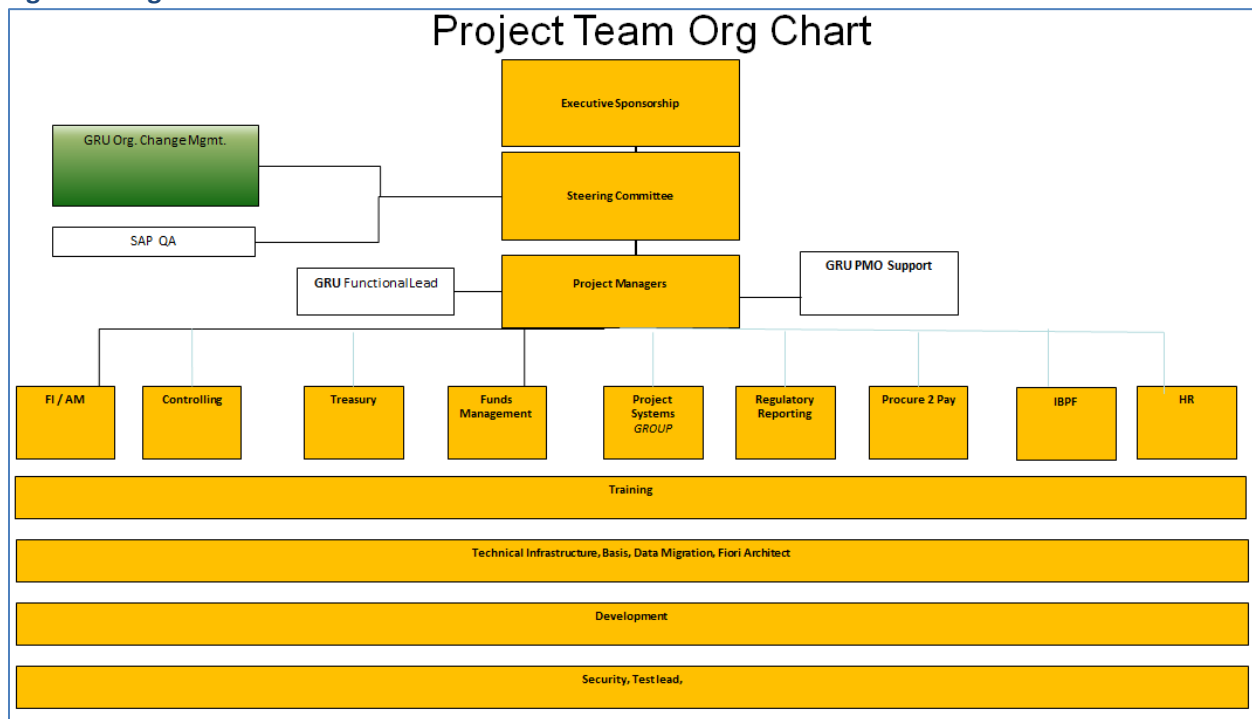 Project Team Org Chart
Executive Sponsorship
GRU Org. Change Mgmt.
Steering Committee
SAP QA
GRU PMO Support
GRU Functional Lead
Project Managers
FI / AM
Controlling
Treasury
Funds
Management
Project
Systems
GROUP
Regulatory
Reporting
Procure 2 Pay
IBPF
HR
Training
Technical Infrastructure, Basis, Data Migration, Fiori Architect
Development
Security, Test lead,